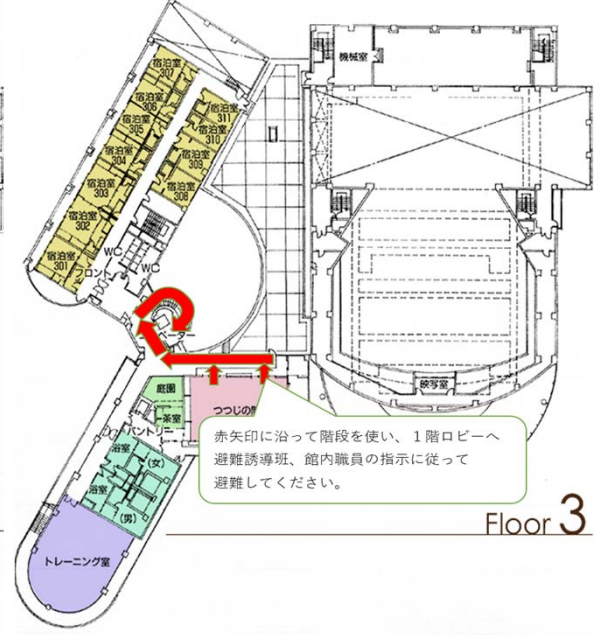 機械室
宿泊室
307
宿泊室
306
宿泊室
305
宿泊室
304
宿泊室
303
宿泊室
302
宿泊室
301
宿泊室
311
宿泊室
310
宿泊室
309
宿泊室
308
WC
WC
フロント
映写室
庭園
茶室
つつじの間
パントリー
浴室
(女)
浴室
(男)
トレーニング室
赤矢印に沿って階段を使い、１階ロビーへ
避難誘導班、館内職員の指示に従って
避難してください。
Floor 3